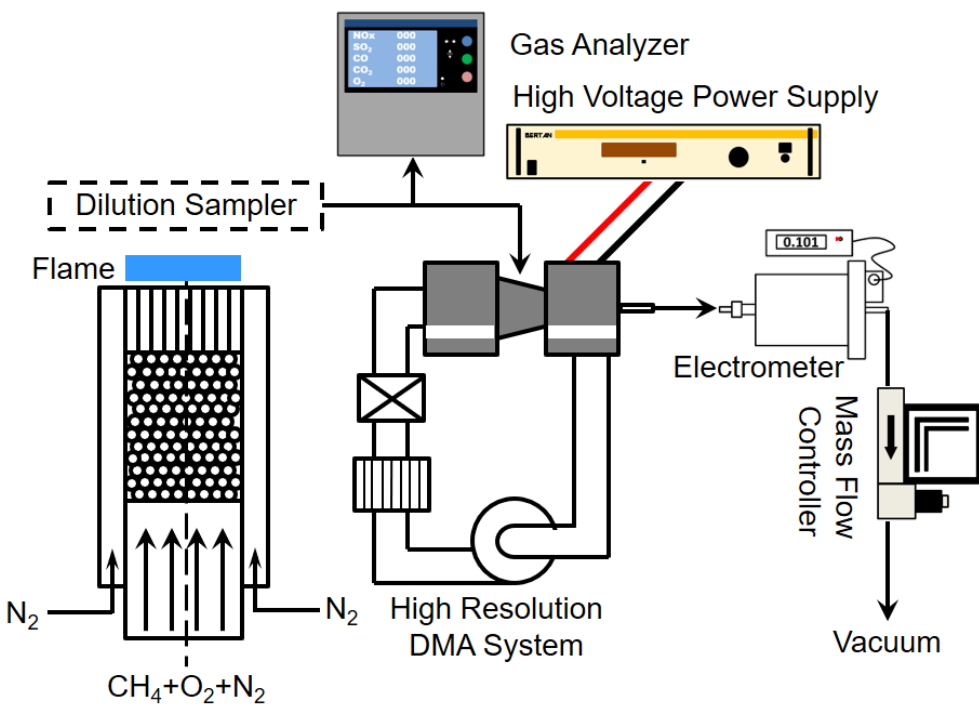 NOx 000
SO₂ 000
CO 000
CO₂ 000
O₂ 000
Gas Analyzer
High Voltage Power Supply
BERTAN
Dilution Sampler
Flame
0.101
Electrometer
Mass Flow
Controller
N₂
N₂
High Resolution
DMA System
Vacuum
CH₄+O₂+N₂